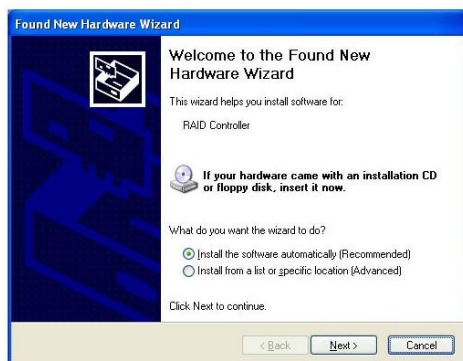 Found New Hardware Wizard
Welcome to the Found New
Hardware Wizard
This wizard helps you install software for:
RAID Controller
If your hardware came with an installation CD
or floppy disk, insert it now.
What do you want the wizard to do?
Install the software automatically (Recommended)
Install from a list or specific location (Advanced)
Click Next to continue.
< Back
Next >
Cancel